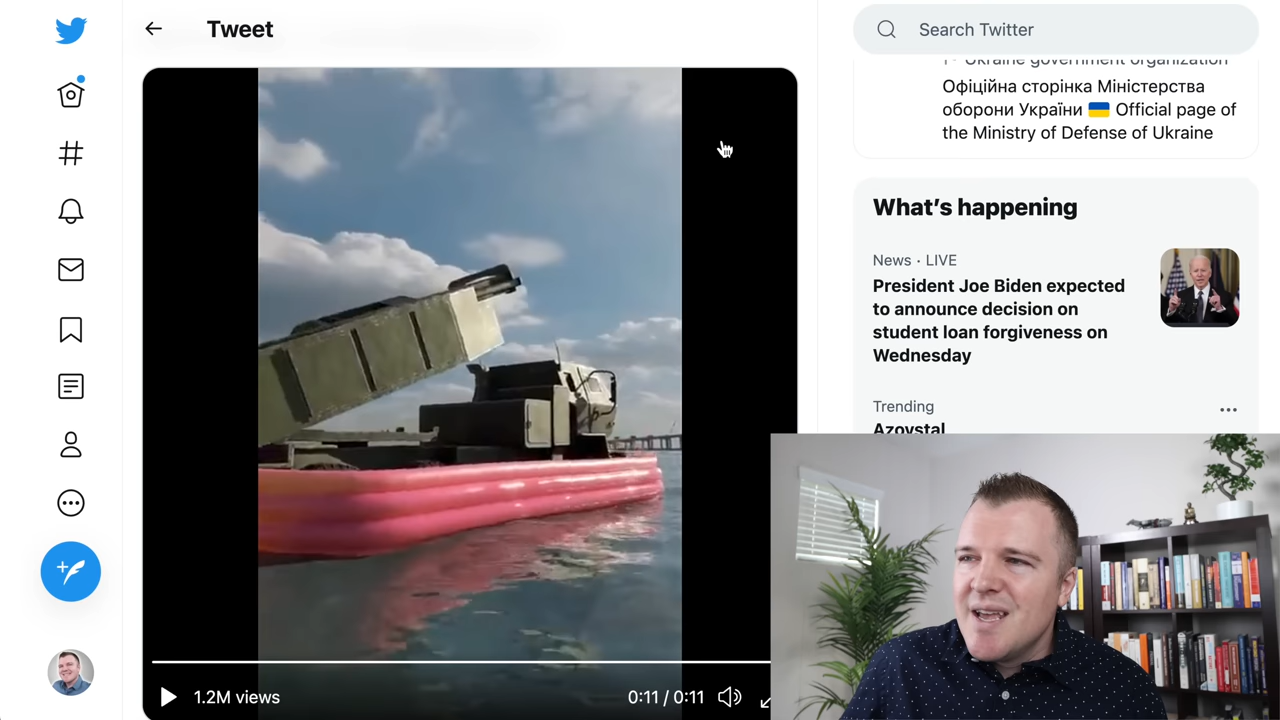 Tweet
Search Twitter
Ukraine government organization
Офіційна сторінка Міністерства
оборони України 🇺🇦 Official page of
the Ministry of Defense of Ukraine
What's happening
News · LIVE
President Joe Biden expected
to announce decision on
student loan forgiveness on
Wednesday
Trending
Azovstal
1.2M views
0:11 / 0:11